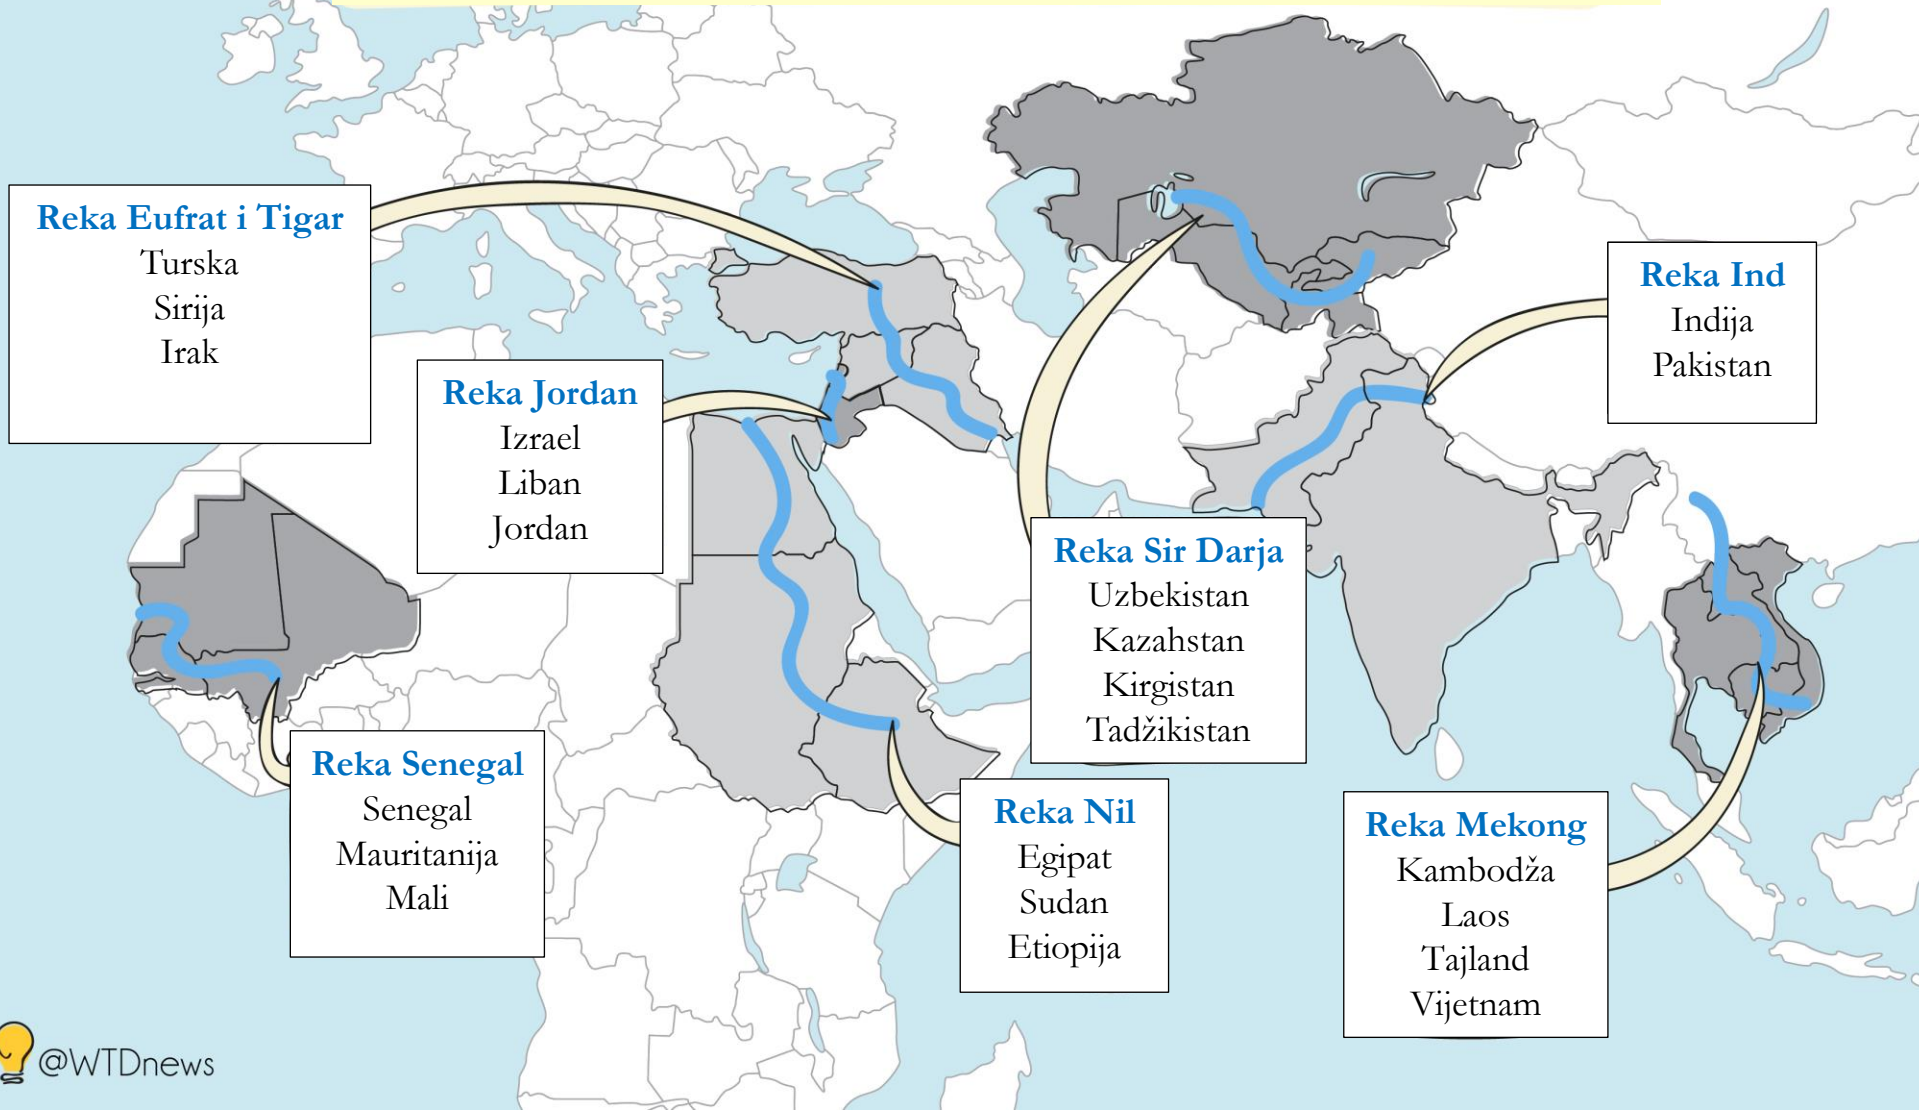 Reka Eufrat i Tigar
Turska
Sirija
Irak
Reka Jordan
Izrael
Liban
Jordan
Reka Senegal
Senegal
Mauritanija
Mali
Reka Nil
Egipat
Sudan
Etiopija
Reka Sir Darja
Uzbekistan
Kazahstan
Kirgistan
Tadžikistan
Reka Ind
Indija
Pakistan
Reka Mekong
Kambodža
Laos
Tajland
Vijetnam
@WTDnews